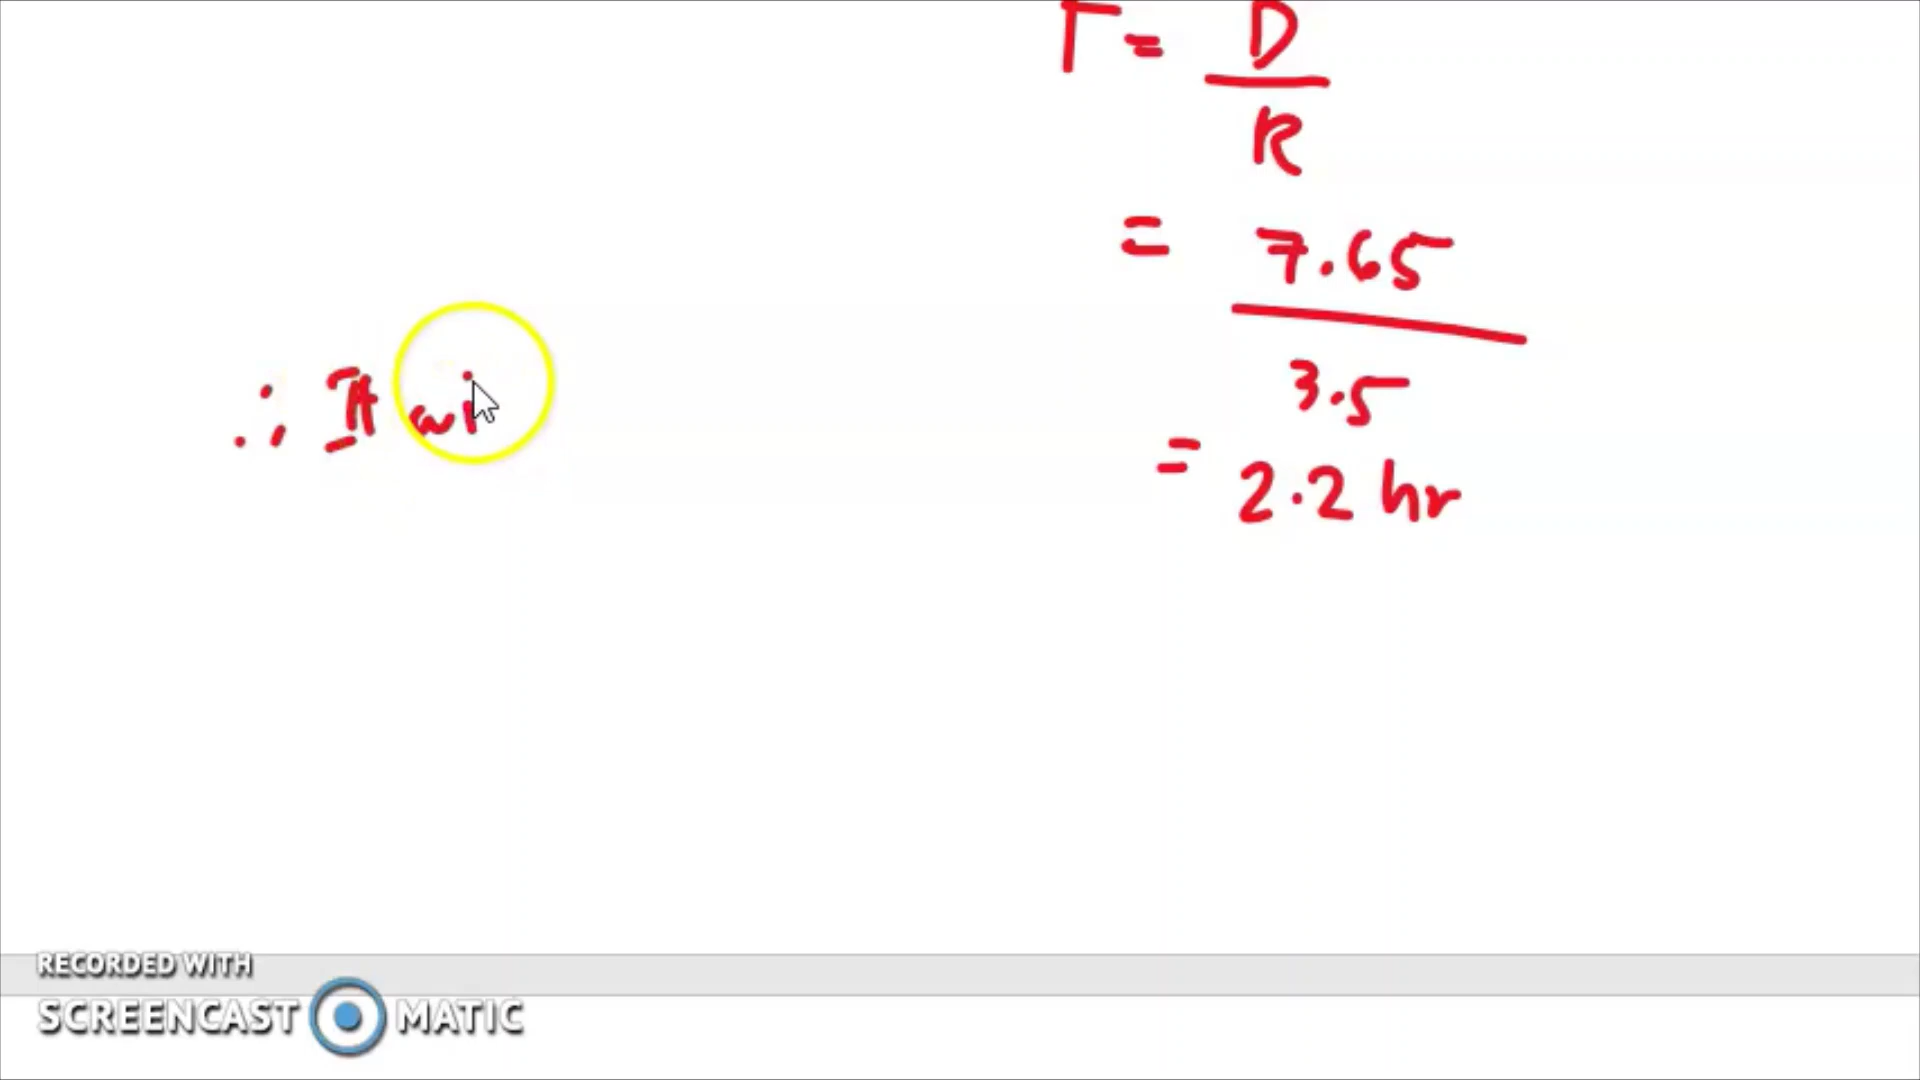 T = D
R
= 7.65
3.5
= 2.2 hr
∴ It wi
RECORDED WITH
SCREENCAST MATIC